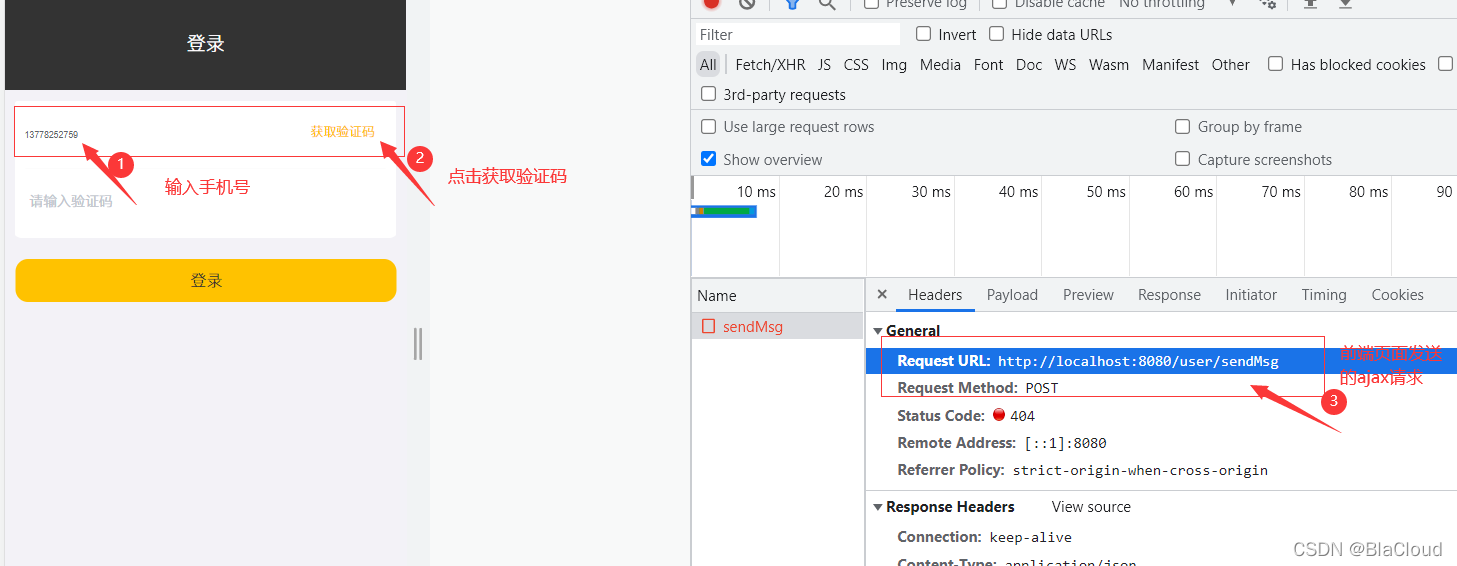 登录
13778252759
获取验证码
1
2
输入手机号
点击获取验证码
请输入验证码
登录
Preserve log
Disable cache
No throttling
Filter
Invert
Hide data URLs
All
Fetch/XHR
JS
CSS
Img
Media
Font
Doc
WS
Wasm
Manifest
Other
Has blocked cookies
3rd-party requests
Use large request rows
Group by frame
Show overview
Capture screenshots
10 ms
20 ms
30 ms
40 ms
50 ms
60 ms
70 ms
80 ms
90
Name
Headers
Payload
Preview
Response
Initiator
Timing
Cookies
sendMsg
General
Request URL: http://localhost:8080/user/sendMsg
Request Method: POST
前端页面发送
的ajax请求
3
Status Code: 404
Remote Address: [::1]:8080
Referrer Policy: strict-origin-when-cross-origin
Response Headers
View source
Connection: keep-alive
Content-Type: application/json
CSDN @BlaCloud